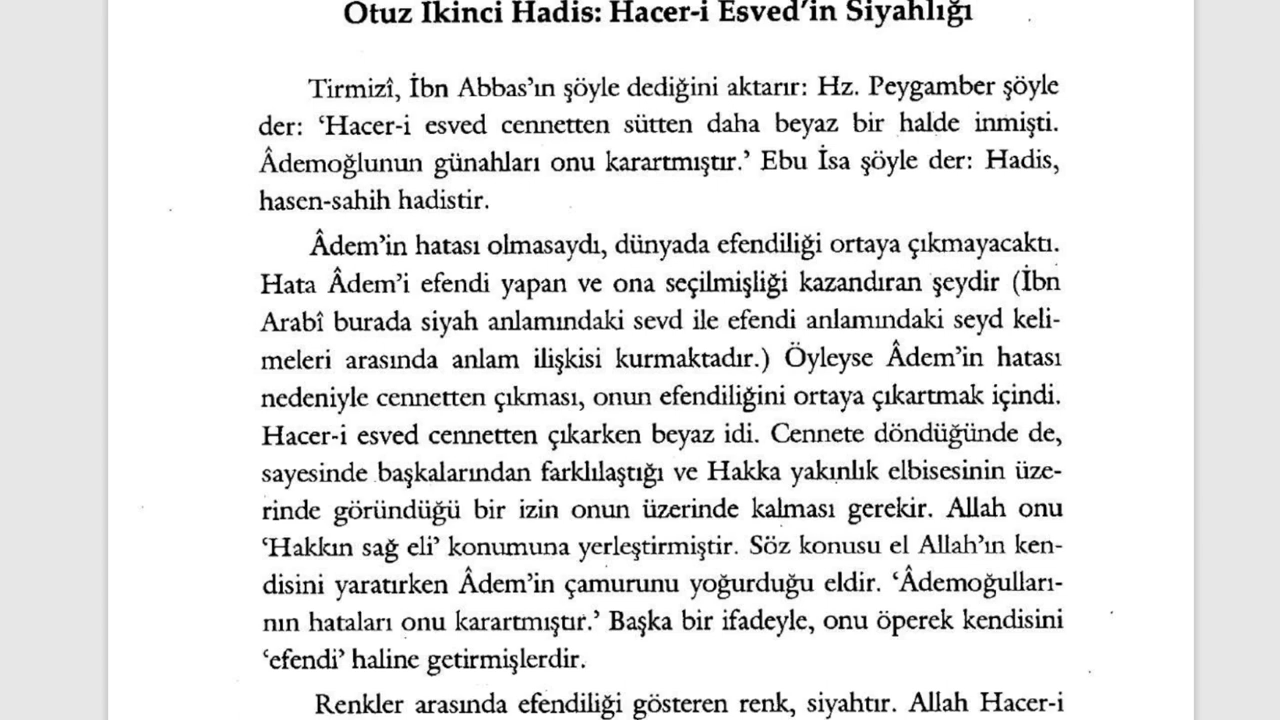 Otuz İkinci Hadis: Hacer-i Esved’in Siyahlığı
Tirmizî, İbn Abbas’ın şöyle dediğini aktarır: Hz. Peygamber şöyle
der: ‘Hacer-i esved cennetten sütten daha beyaz bir halde inmişti.
Âdemoğlunun günahları onu karartmıştır.’ Ebu İsa şöyle der: Hadis,
hasen-sahih hadistir.
Âdem’in hatası olmasaydı, dünyada efendiliği ortaya çıkmayacaktı.
Hata Âdem’i efendi yapan ve ona seçilmişliği kazandıran şeydir (İbn
Arabî burada siyah anlamındaki sevd ile efendi anlamındaki seyd keli-
meleri arasında anlam ilişkisi kurmaktadır.) Öyleyse Âdem’in hatası
nedeniyle cennetten çıkması, onun efendiliğini ortaya çıkartmak içindi.
Hacer-i esved cennetten çıkarken beyaz idi. Cennete döndüğünde de,
sayesinde başkalarından farklılaştığı ve Hakka yakınlık elbisesinin üze-
rinde göründüğü bir izin onun üzerinde kalması gerekir. Allah onu
‘Hakkın sağ eli’ konumuna yerleştirmiştir. Söz konusu el Allah’ın ken-
disini yaratırken Âdem’in çamurunu yoğurduğu eldir. ‘Âdemoğulları-
nın hataları onu karartmıştır.’ Başka bir ifadeyle, onu öperek kendisini
‘efendi’ haline getirmişlerdir.
Renkler arasında efendiliği gösteren renk, siyahtır. Allah Hacer-i